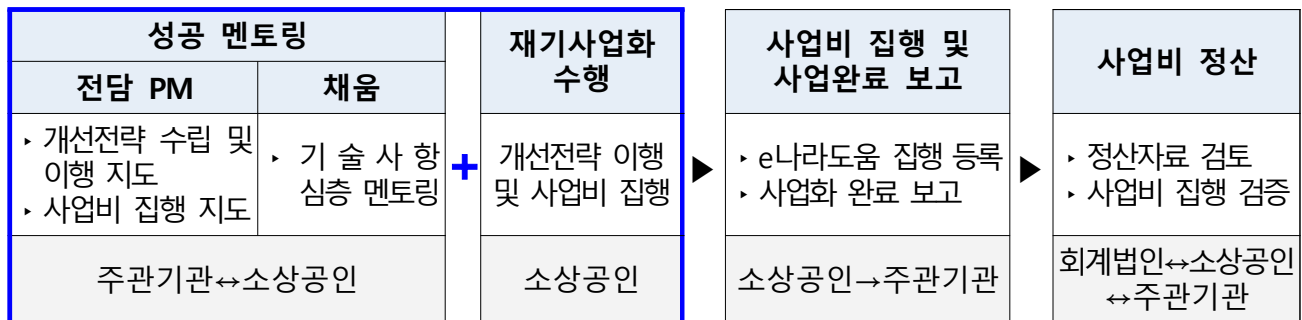 성공 멘토링
전담 PM
채움
‣ 개선전략 수립 및
이행 지도
‣ 사업비 집행 지도
‣ 기 술 사 항
심층 멘토링
주관기관↔소상공인
+
재기사업화
수행
개선전략 이행
및 사업비 집행
소상공인
▶
사업비 집행 및
사업완료 보고
‣ e나라도움 집행 등록
‣ 사업화 완료 보고
소상공인→주관기관
▶
사업비 정산
‣ 정산자료 검토
‣ 사업비 집행 검증
회계법인↔소상공인
↔주관기관